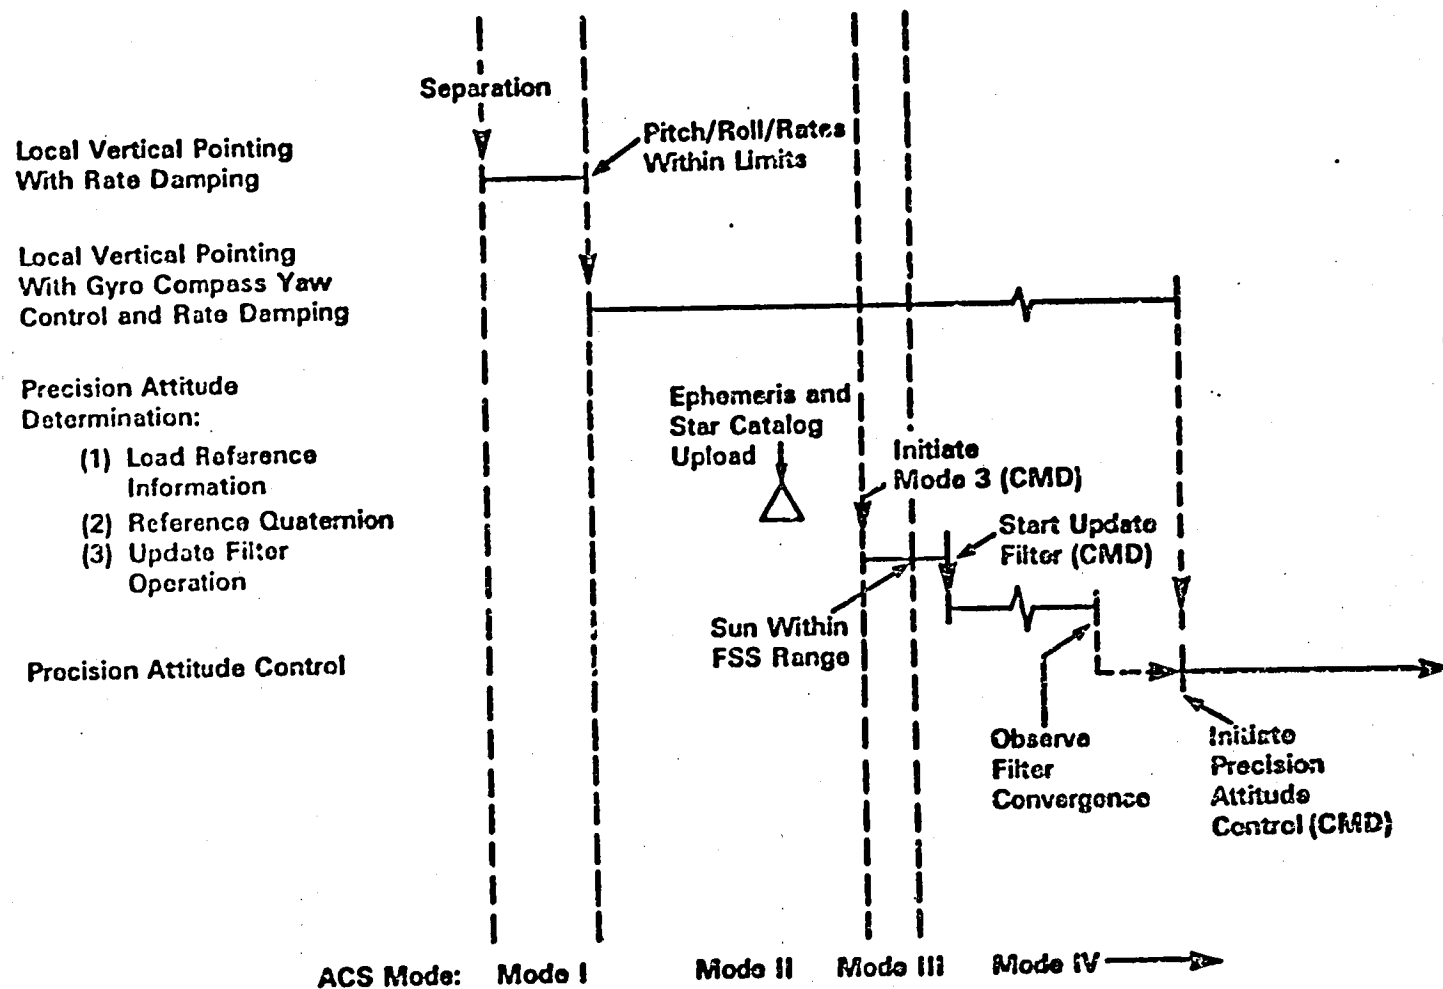 Separation
Local Vertical Pointing
With Rate Damping
Pitch/Roll/Rates
Within Limits
Local Vertical Pointing
With Gyro Compass Yaw
Control and Rate Damping
Precision Attitude
Determination:
(1) Load Reference
Information
(2) Reference Quaternion
(3) Update Filter
Operation
Ephemeris and
Star Catalog
Upload
Initiate
Mode 3 (CMD)
Start Update
Filter (CMD)
Sun Within
FSS Range
Precision Attitude Control
Observe
Filter
Convergence
Initiate
Precision
Attitude
Control (CMD)
ACS Mode: Mode I Mode II Mode III Mode IV